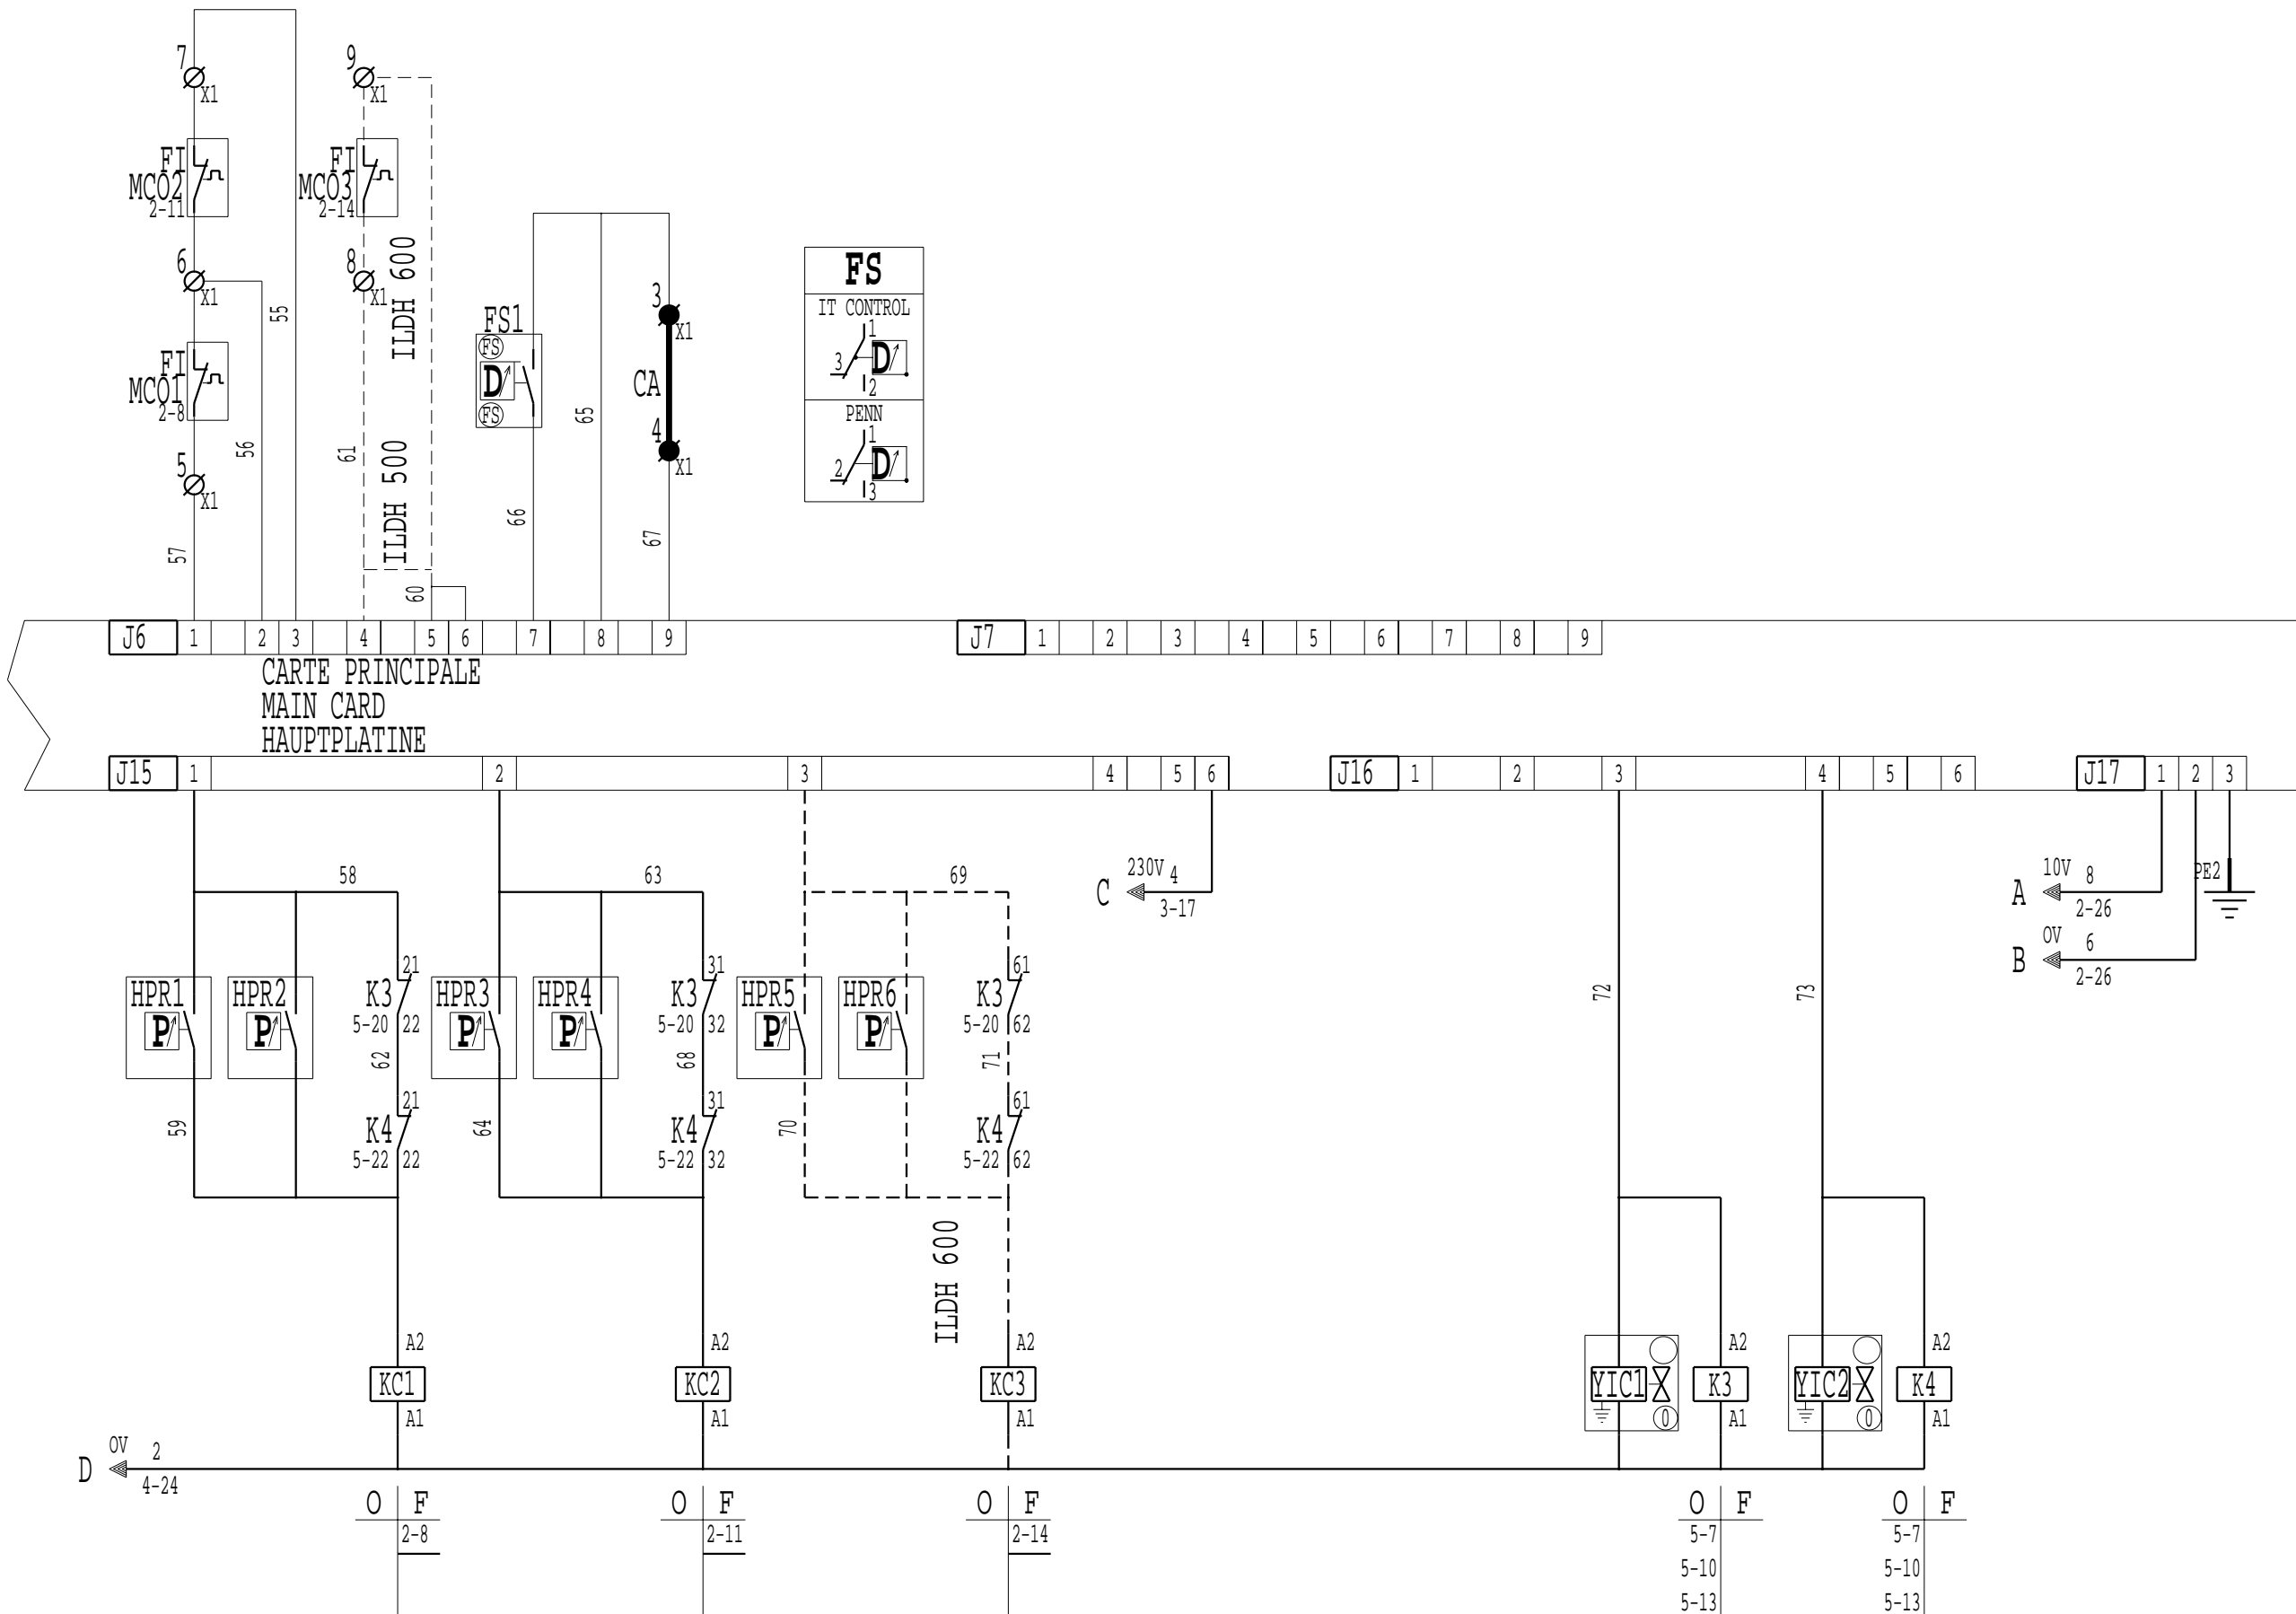 7
X1
9
X1
FI
MCO2
2-11
FI
MCO3
2-14
6
X1
8
X1
55
ILDH 600
FS1
FS
D
FS
3
X1
CA
4
X1
65
FS
IT CONTROL
1
3
D
2
PENN
1
2
D
3
FI
MCO1
2-8
5
X1
56
61
ILDH 500
57
66
67
60
J6 1 2 3 4 5 6 7 8 9
J7 1 2 3 4 5 6 7 8 9
CARTE PRINCIPALE
MAIN CARD
HAUPTPLATINE
J15 1 2 3 4 5 6
J16 1 2 3 4 5 6
J17 1 2 3
58
63
69
C
230V 4
3-17
A
10V 8
2-26
PE2
B
0V 6
2-26
HPR1
P
HPR2
P
21
K3
5-20 22
62
21
K4
5-22 22
59
HPR3
P
HPR4
P
31
K3
5-20 32
68
31
K4
5-22 32
64
HPR5
P
HPR6
P
61
K3
5-20 62
71
61
K4
5-22 62
70
72
73
ILDH 600
A2
KC1
A1
A2
KC2
A1
A2
KC3
A1
YIC1
0
A2
K3
A1
YIC2
0
A2
K4
A1
D
0V 2
4-24
O F
2-8
O F
2-11
O F
2-14
O F
5-7
5-10
5-13
O F
5-7
5-10
5-13